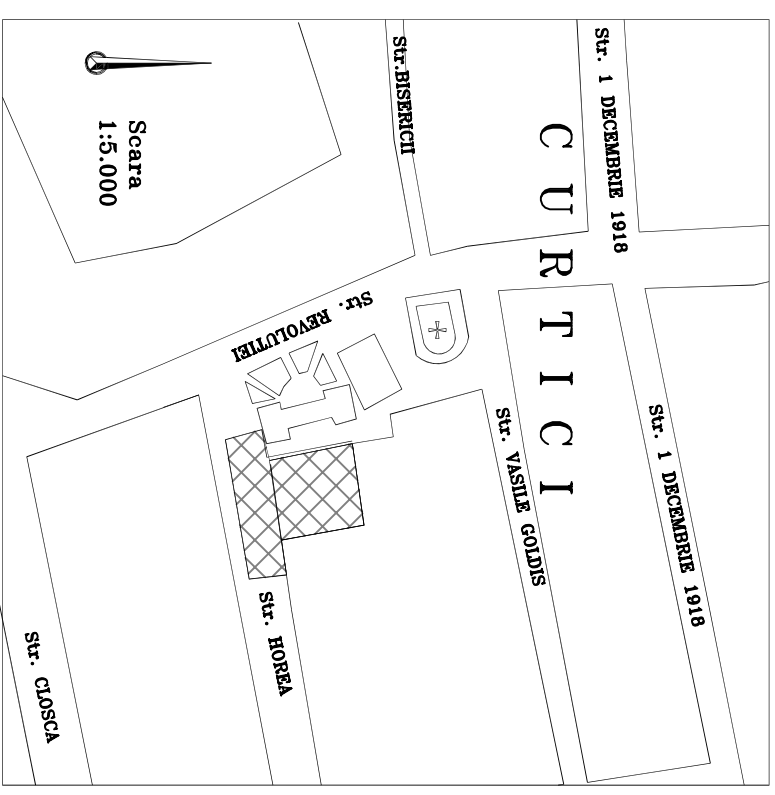 Scara
1:5.000
Str.BISERICII
Str. 1 DECEMBRIE 1918
CURTICI
Str. REVOLUTIEI
Str. VASILE GOLDIS
Str. 1 DECEMBRIE 1918
Str. HOREA
Str. CLOSCA